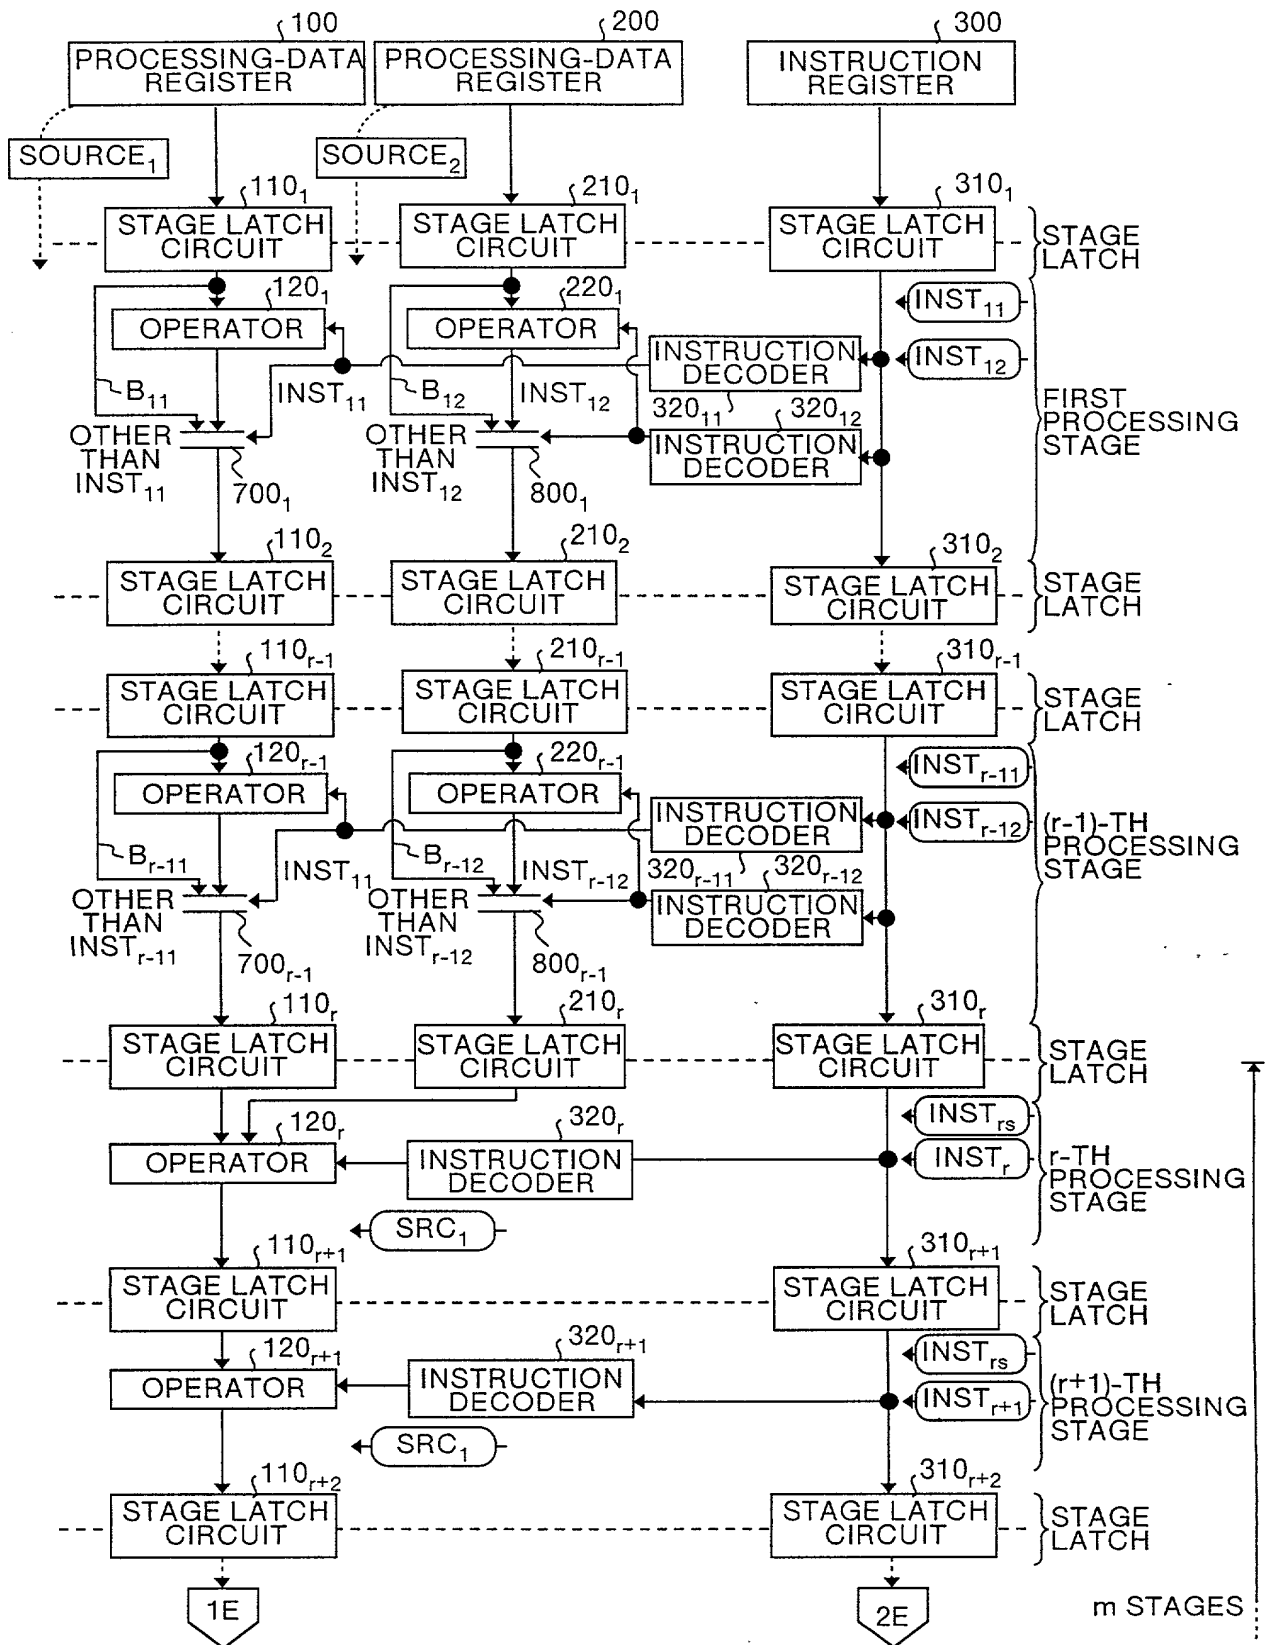 100
200
300
PROCESSING-DATA
REGISTER
PROCESSING-DATA
REGISTER
INSTRUCTION
REGISTER
SOURCE1
SOURCE2
1101
2101
3101
STAGE LATCH
CIRCUIT
STAGE LATCH
CIRCUIT
STAGE LATCH
CIRCUIT
STAGE
LATCH
1201
2201
INST11
OPERATOR
OPERATOR
INSTRUCTION
DECODER
INST12
B11
INST11
B12
INST12
32011
32012
FIRST
PROCESSING
STAGE
OTHER
THAN
INST11
OTHER
THAN
INST12
INSTRUCTION
DECODER
7001
8001
1102
2102
3102
STAGE LATCH
CIRCUIT
STAGE LATCH
CIRCUIT
STAGE LATCH
CIRCUIT
STAGE
LATCH
110r-1
210r-1
310r-1
STAGE LATCH
CIRCUIT
STAGE LATCH
CIRCUIT
STAGE LATCH
CIRCUIT
STAGE
LATCH
120r-1
220r-1
INSTr-11
OPERATOR
OPERATOR
INSTRUCTION
DECODER
INSTr-12
(r-1)-TH
PROCESSING
STAGE
Br-11
INST11
Br-12
INSTr-12
320r-11
320r-12
OTHER
THAN
INSTr-11
OTHER
THAN
INSTr-12
INSTRUCTION
DECODER
700r-1
800r-1
110r
210r
310r
STAGE LATCH
CIRCUIT
STAGE LATCH
CIRCUIT
STAGE LATCH
CIRCUIT
STAGE
LATCH
120r
320r
INSTrs
OPERATOR
INSTRUCTION
DECODER
INSTr
r-TH
PROCESSING
STAGE
SRC1
110r+1
310r+1
STAGE LATCH
CIRCUIT
STAGE LATCH
CIRCUIT
STAGE
LATCH
120r+1
320r+1
INSTrs
OPERATOR
INSTRUCTION
DECODER
INSTr+1
(r+1)-TH
PROCESSING
STAGE
SRC1
110r+2
310r+2
STAGE LATCH
CIRCUIT
STAGE LATCH
CIRCUIT
STAGE
LATCH
1E
2E
m STAGES